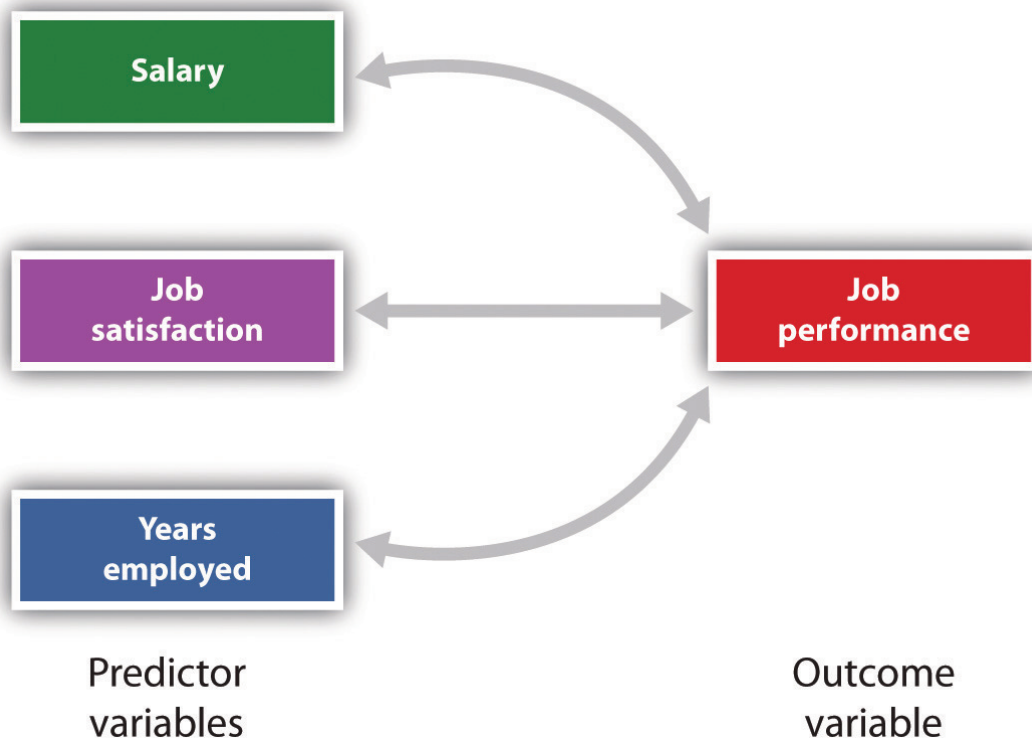 Salary
Job
satisfaction
Job
performance
Years
employed
Predictor
variables
Outcome
variable